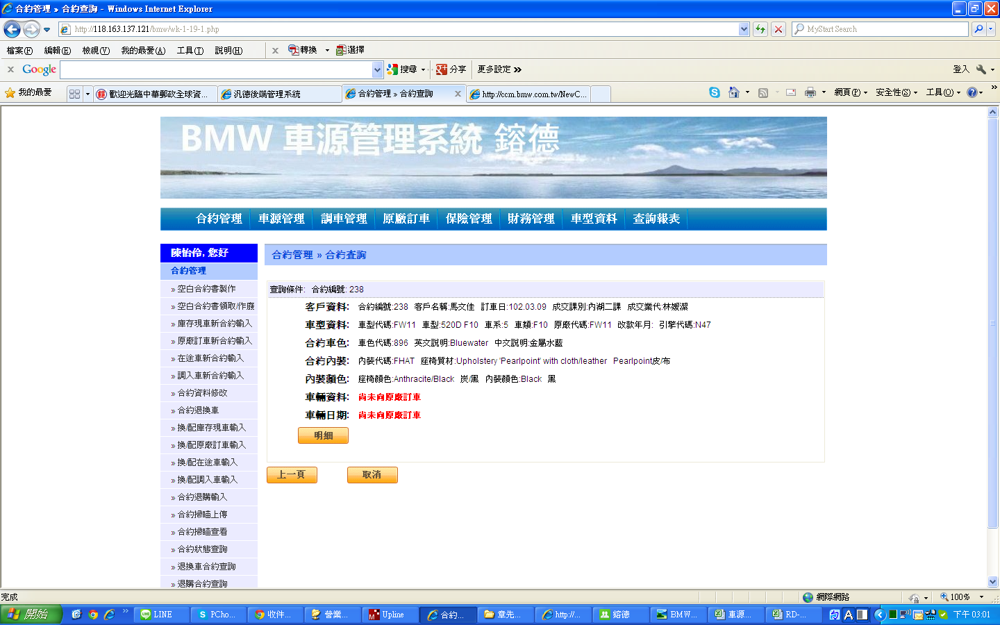 合約管理 » 合約查詢 - Windows Internet Explorer
http://118.163.137.121/bmw/wk-1-19-1.php
MyStart Search
檔案(F) 編輯(E) 檢視(V) 我的最愛(A) 工具(T) 說明(H) x 轉換 選擇
x Google 搜尋 分享 更多設定 » 登入
我的最愛 歡迎光臨中華郵政全球資... 汎德後端管理系統 合約管理 » 合約查詢 x http://ccm.bmw.com.tw/NewC... 網頁(P) 安全性(S) 工具(O) »
BMW 車源管理系統 鎔德
合約管理 車源管理 調車管理 原廠訂車 保險管理 財務管理 車型資料 查詢報表
陳怡伶, 您好
合約管理
» 空白合約書製作
» 空白合約書領取/作廢
» 庫存現車新合約輸入
» 原廠訂車新合約輸入
» 在途車新合約輸入
» 調入車新合約輸入
» 合約資料修改
» 合約退換車
» 換/配庫存現車輸入
» 換/配原廠訂車輸入
» 換/配在途車輸入
» 換/配調入車輸入
» 合約退購輸入
» 合約掃瞄上傳
» 合約掃瞄查看
» 合約狀態查詢
» 退換車合約查詢
» 退購合約查詢
合約管理 » 合約查詢
查詢條件: 合約編號: 238
客戶資料: 合約編號:238 客戶名稱:馬文佳 訂車日:102.03.09 成交課別:內湖二課 成交業代:林媛潔
車型資料: 車型代碼:FW11 車型:520D F10 車系:5 車類:F10 原廠代碼:FW11 改款年月: 引擎代碼:N47
合約車色: 車色代碼:896 英文說明:Bluewater 中文說明:金屬水藍
合約內裝: 內裝代碼:FHAT 座椅質材:Upholstery 'Pearlpoint' with cloth/leather Pearlpoint皮/布
內裝顏色: 座椅顏色:Anthracite/Black 炭/黑 內裝顏色:Black 黑
車輛資料: 尚未向原廠訂車
車輛日期: 尚未向原廠訂車
明細
上一頁 取消
完成 網際網路 100%
開始 » LINE PCho... 收件... 營業... Upline 合約... 章先... http://... 鎔德 BMW... 車源... RD-... A 下午 03:01